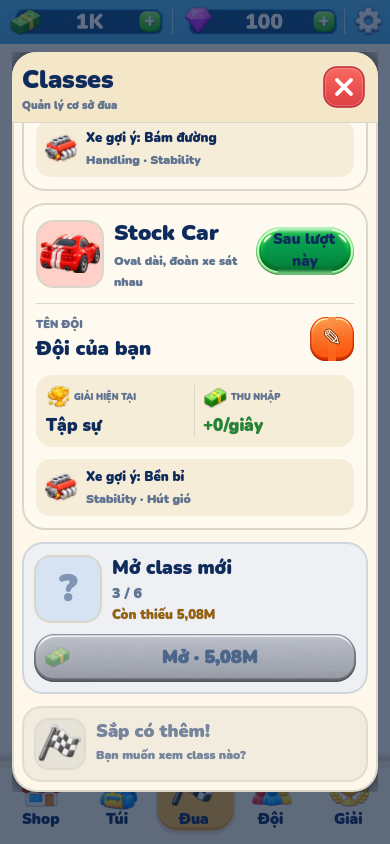 1K
100
Classes
Quản lý cơ sở đua
Xe gợi ý: Bám đường
Handling · Stability
Stock Car
Oval dài, đoàn xe sát
nhau
Sau lượt
này
TÊN ĐỘI
Đội của bạn
GIẢI HIỆN TẠI
Tập sự
THU NHẬP
+0/giây
Xe gợi ý: Bền bỉ
Stability · Hút gió
?
Mở class mới
3 / 6
Còn thiếu 5,08M
Mở · 5,08M
Sắp có thêm!
Bạn muốn xem class nào?
Shop
Túi
Đua
Đội
Giải